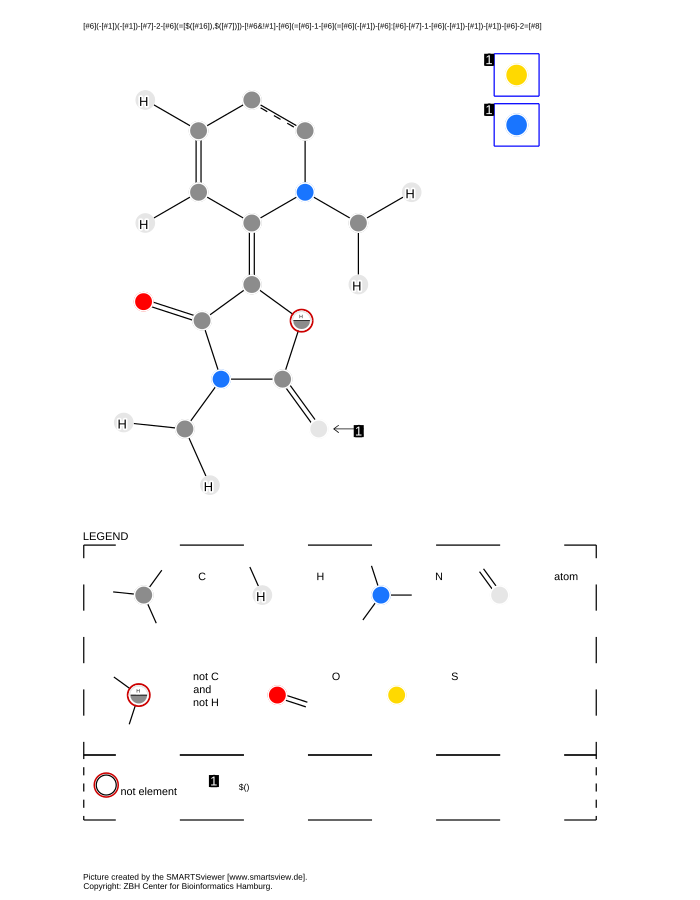 [#6](-[#1])(-[#1])-[#7]-2-[#6](=[$([#16]),$([#7])])-[!#6&!#1]-[#6](=[#6]-1-[#6](=[#6](-[#1])-[#6]:[#6]-[#7]-1-[#6](-[#1])-[#1])-[#1])-[#6]-2=[#8]
1
1
H
H
H
H
H
1
H
H
LEGEND
C
H
H
N
atom
H
not C
and
not H
O
S
not element
1
$()
Picture created by the SMARTSviewer [www.smartsview.de].
Copyright: ZBH Center for Bioinformatics Hamburg.